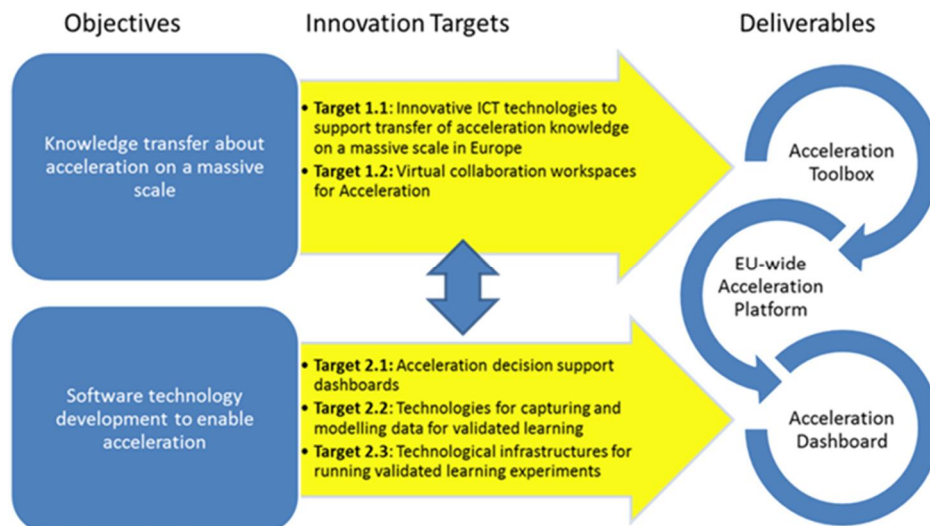 Objectives
Innovation Targets
Deliverables
Knowledge transfer about
acceleration on a massive
scale
• Target 1.1: Innovative ICT technologies to
support transfer of acceleration knowledge
on a massive scale in Europe
• Target 1.2: Virtual collaboration workspaces
for Acceleration
Acceleration
Toolbox
EU-wide
Acceleration
Platform
Software technology
development to enable
acceleration
• Target 2.1: Acceleration decision support
dashboards
• Target 2.2: Technologies for capturing and
modelling data for validated learning
• Target 2.3: Technological infrastructures for
running validated learning experiments
Acceleration
Dashboard